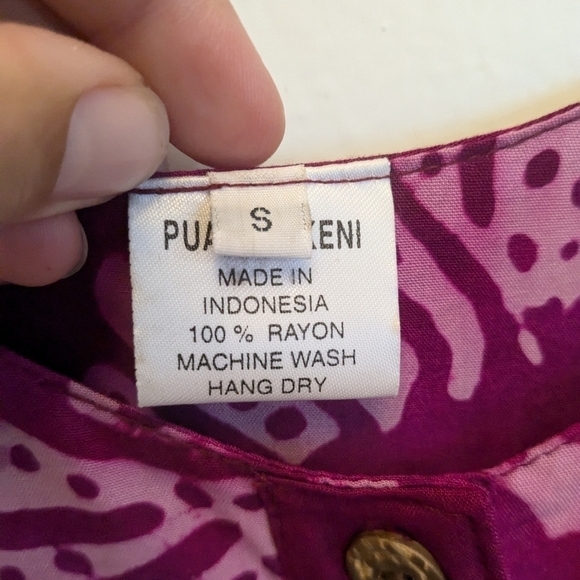 S
PUA KENI
MADE IN
INDONESIA
100 % RAYON
MACHINE WASH
HANG DRY